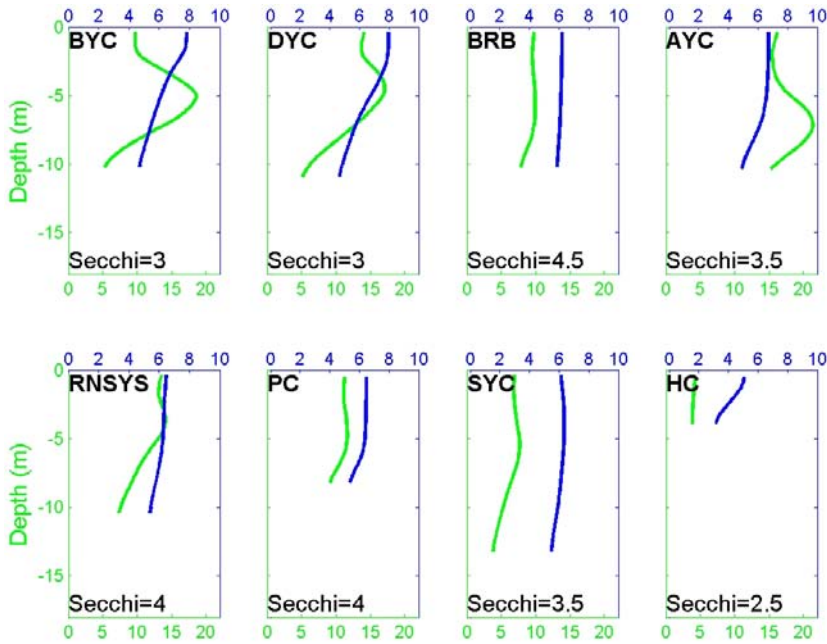 0 2 4 6 8 10 0 2 4 6 8 10 0 2 4 6 8 10 0 2 4 6 8 10
0
BYC DYC BRB AYC
Depth (m)
-5
-10
-15
Secchi=3 Secchi=3 Secchi=4.5 Secchi=3.5
0 5 10 15 20 0 5 10 15 20 0 5 10 15 20 0 5 10 15 20
0 2 4 6 8 10 0 2 4 6 8 10 0 2 4 6 8 10 0 2 4 6 8 10
0
RNSYS PC SYC HC
Depth (m)
-5
-10
-15
Secchi=4 Secchi=4 Secchi=3.5 Secchi=2.5
0 5 10 15 20 0 5 10 15 20 0 5 10 15 20 0 5 10 15 20